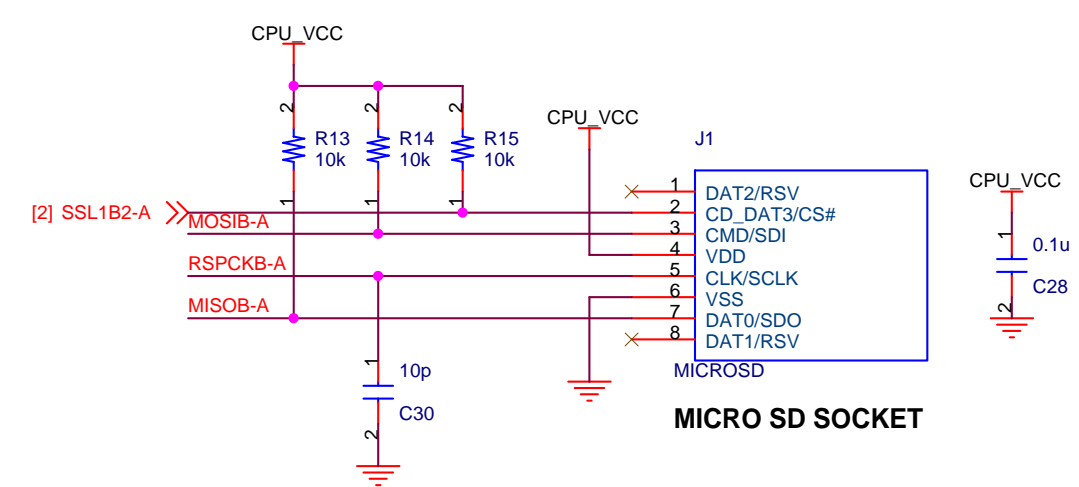 CPU_VCC
2
2
2
R13
10k
R14
10k
R15
10k
1
1
1
CPU_VCC
J1
[2] SSL1B2-A
MOSIB-A
RSPCKB-A
MISOB-A
1 DAT2/RSV
2 CD_DAT3/CS#
3 CMD/SDI
4 VDD
5 CLK/SCLK
6 VSS
7 DAT0/SDO
8 DAT1/RSV
MICROSD
MICRO SD SOCKET
1
10p
C30
2
CPU_VCC
1
0.1u
C28
2